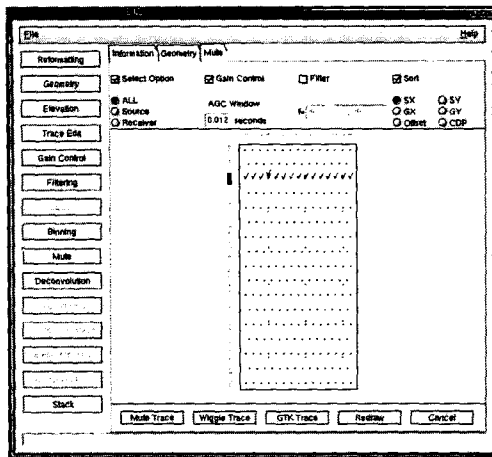 File Help
Reformatting
Geometry
Elevation
Trace Edit
Gain Control
Filtering
Binning
Mute
Deconvolution
Stack
Information Geometry Mute
Select Option Gain Control Filter Sort
ALL AGC Window SX SY
Source 0.012 seconds GX GY
Receiver Offset CDP
Mute Trace Wiggle Trace GTK Trace Redraw Cancel